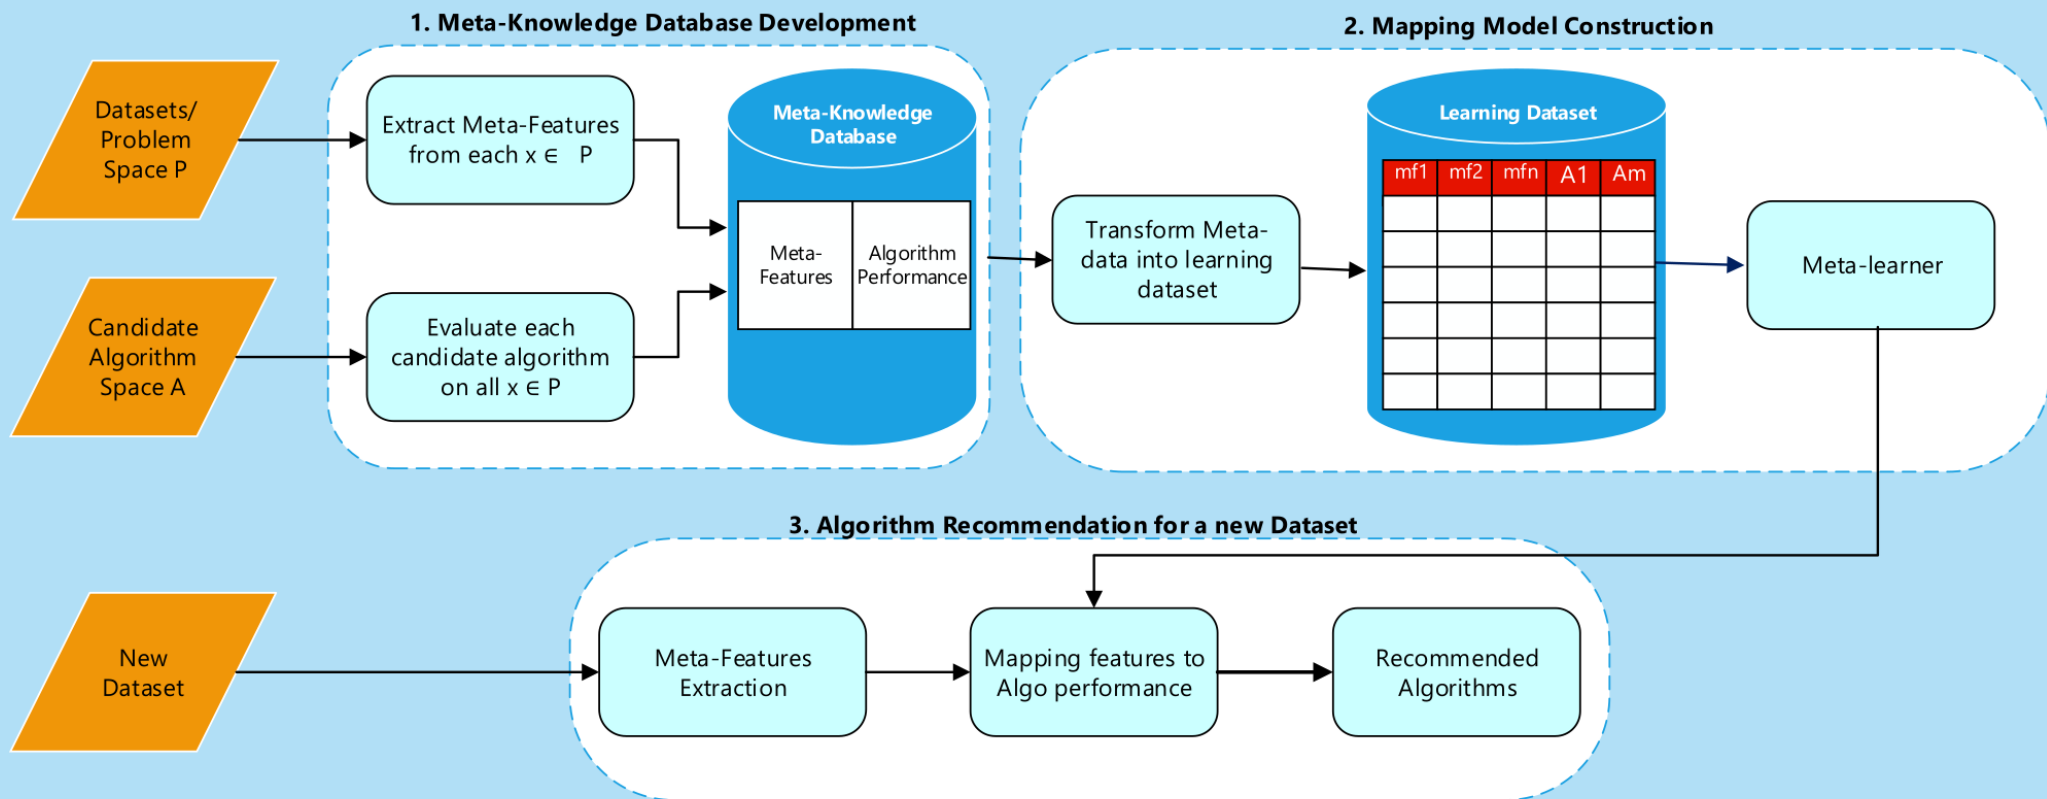 1. Meta-Knowledge Database Development
Datasets/
Problem
Space P
Extract Meta-Features
from each x ∈ P
Candidate
Algorithm
Space A
Evaluate each
candidate algorithm
on all x ∈ P
Meta-Knowledge
Database
Meta-
Features
Algorithm
Performance
2. Mapping Model Construction
Transform Meta-
data into learning
dataset
Learning Dataset
mf1 mf2 mfn A1 Am
Meta-learner
3. Algorithm Recommendation for a new Dataset
New
Dataset
Meta-Features
Extraction
Mapping features to
Algo performance
Recommended
Algorithms